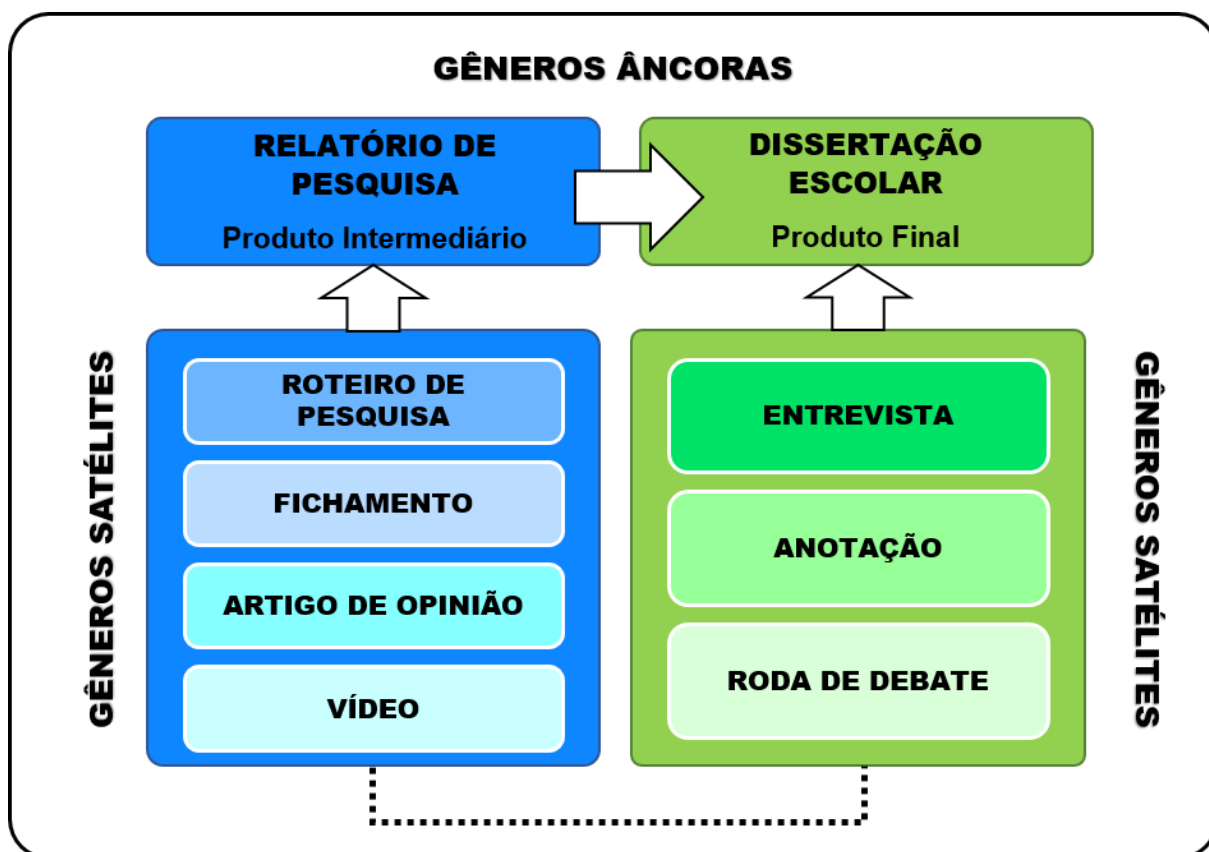 GÊNEROS ÂNCORAS
RELATÓRIO DE
PESQUISA
Produto Intermediário
DISSERTAÇÃO
ESCOLAR
Produto Final
GÊNEROS SATÉLITES
ROTEIRO DE
PESQUISA
FICHAMENTO
ARTIGO DE OPINIÃO
VÍDEO
ENTREVISTA
ANOTAÇÃO
RODA DE DEBATE
GÊNEROS SATÉLITES